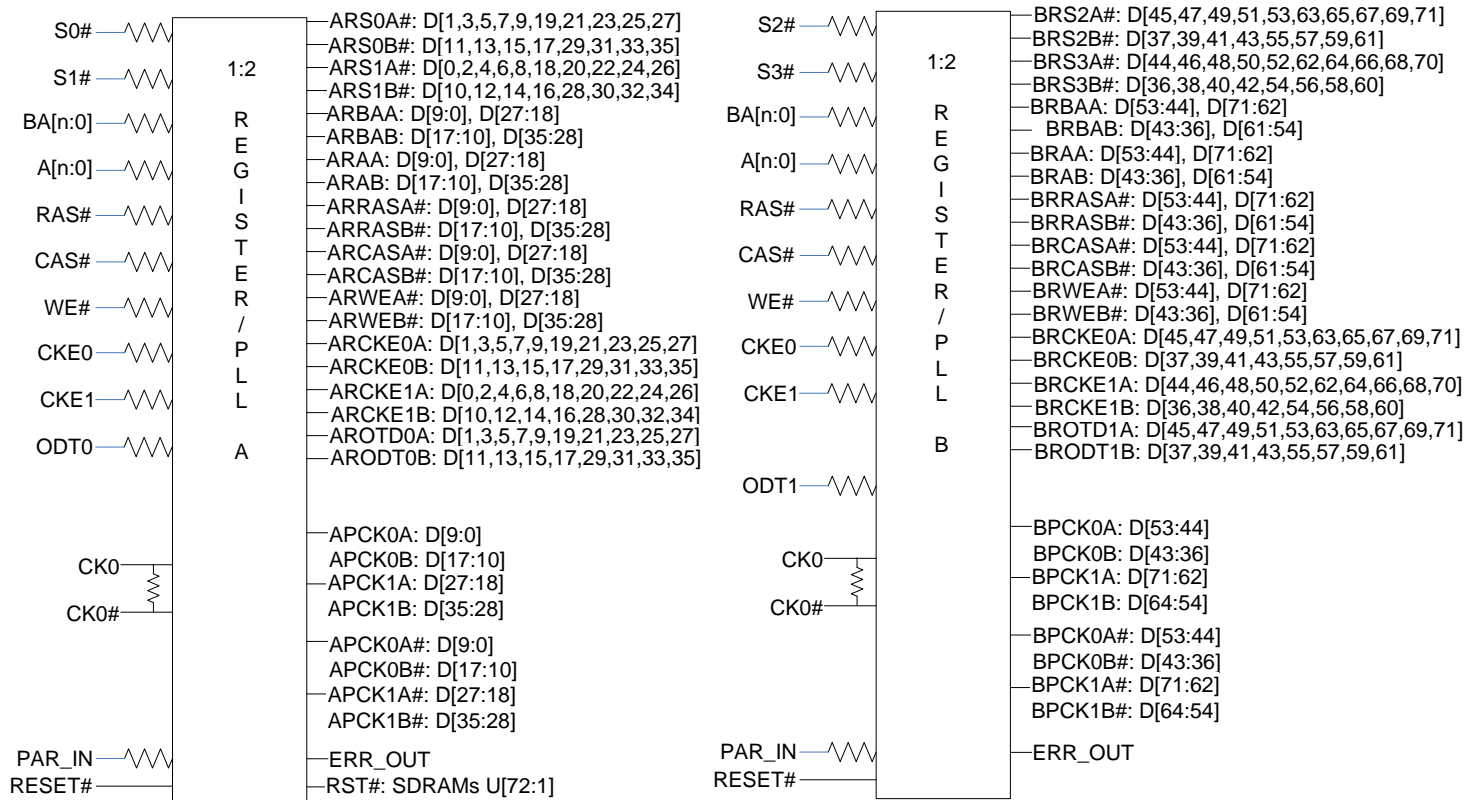 S0#
S1#
BA[n:0]
A[n:0]
RAS#
CAS#
WE#
CKE0
CKE1
ODT0
CK0
CK0#
PAR_IN
RESET#
1:2
R
E
G
I
S
T
E
R
/
P
L
L
A
ARS0A#: D[1,3,5,7,9,19,21,23,25,27]
ARS0B#: D[11,13,15,17,29,31,33,35]
ARS1A#: D[0,2,4,6,8,18,20,22,24,26]
ARS1B#: D[10,12,14,16,28,30,32,34]
ARBAA: D[9:0], D[27:18]
ARBAB: D[17:10], D[35:28]
ARAA: D[9:0], D[27:18]
ARAB: D[17:10], D[35:28]
ARRASA#: D[9:0], D[27:18]
ARRASB#: D[17:10], D[35:28]
ARCASA#: D[9:0], D[27:18]
ARCASB#: D[17:10], D[35:28]
ARWEA#: D[9:0], D[27:18]
ARWEB#: D[17:10], D[35:28]
ARCKE0A: D[1,3,5,7,9,19,21,23,25,27]
ARCKE0B: D[11,13,15,17,29,31,33,35]
ARCKE1A: D[0,2,4,6,8,18,20,22,24,26]
ARCKE1B: D[10,12,14,16,28,30,32,34]
AROTD0A: D[1,3,5,7,9,19,21,23,25,27]
ARODT0B: D[11,13,15,17,29,31,33,35]
APCK0A: D[9:0]
APCK0B: D[17:10]
APCK1A: D[27:18]
APCK1B: D[35:28]
APCK0A#: D[9:0]
APCK0B#: D[17:10]
APCK1A#: D[27:18]
APCK1B#: D[35:28]
ERR_OUT
RST#: SDRAMs U[72:1]
S2#
S3#
BA[n:0]
A[n:0]
RAS#
CAS#
WE#
CKE0
CKE1
ODT1
CK0
CK0#
PAR_IN
RESET#
1:2
R
E
G
I
S
T
E
R
/
P
L
L
B
BRS2A#: D[45,47,49,51,53,63,65,67,69,71]
BRS2B#: D[37,39,41,43,55,57,59,61]
BRS3A#: D[44,46,48,50,52,62,64,66,68,70]
BRS3B#: D[36,38,40,42,54,56,58,60]
BRBAA: D[53:44], D[71:62]
BRBAB: D[43:36], D[61:54]
BRAA: D[53:44], D[71:62]
BRAB: D[43:36], D[61:54]
BRRASA#: D[53:44], D[71:62]
BRRASB#: D[43:36], D[61:54]
BRCASA#: D[53:44], D[71:62]
BRCASB#: D[43:36], D[61:54]
BRWEA#: D[53:44], D[71:62]
BRWEB#: D[43:36], D[61:54]
BRCKE0A: D[45,47,49,51,53,63,65,67,69,71]
BRCKE0B: D[37,39,41,43,55,57,59,61]
BRCKE1A: D[44,46,48,50,52,62,64,66,68,70]
BRCKE1B: D[36,38,40,42,54,56,58,60]
BROTD1A: D[45,47,49,51,53,63,65,67,69,71]
BRODT1B: D[37,39,41,43,55,57,59,61]
BPCK0A: D[53:44]
BPCK0B: D[43:36]
BPCK1A: D[71:62]
BPCK1B: D[64:54]
BPCK0A#: D[53:44]
BPCK0B#: D[43:36]
BPCK1A#: D[71:62]
BPCK1B#: D[64:54]
ERR_OUT